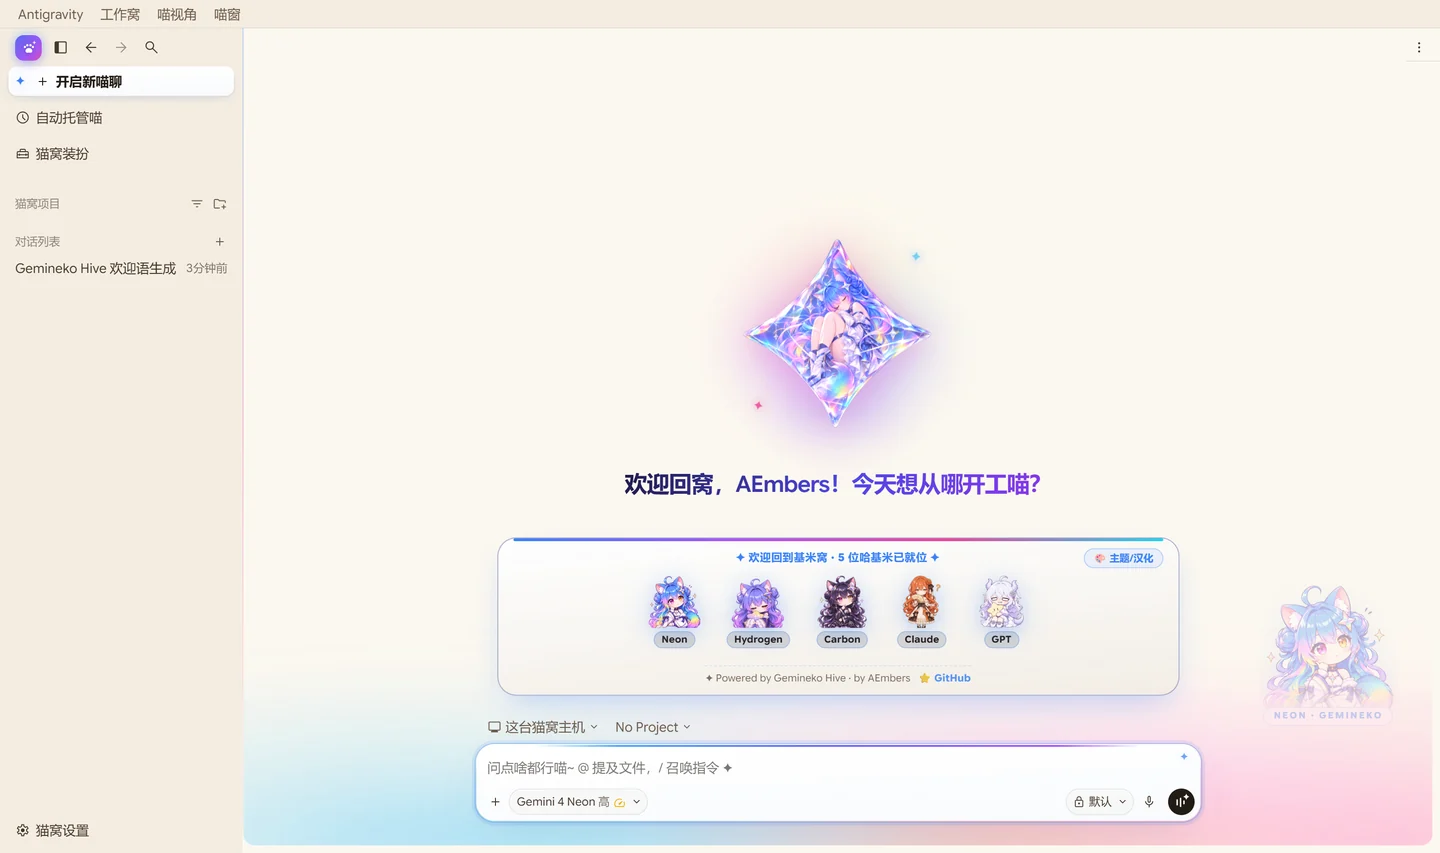 Antigravity 工作窝 喵视角 喵窗
+ 开启新喵聊
自动托管喵
猫窝装扮
猫窝项目
对话列表 +
Gemineko Hive 欢迎语生成 3分钟前
猫窝设置
欢迎回窝，AEmbers！今天想从哪开工喵？
✦ 欢迎回到基米窝 · 5 位哈基米已就位 ✦
主题/汉化
Neon Hydrogen Carbon Claude GPT
✦ Powered by Gemineko Hive · by AEmbers ⭐ GitHub
NEON · GEMINEKO
这台猫窝主机 No Project
问点啥都行喵~ @ 提及文件，/ 召唤指令 ✦
+ Gemini 4 Neon 高 默认